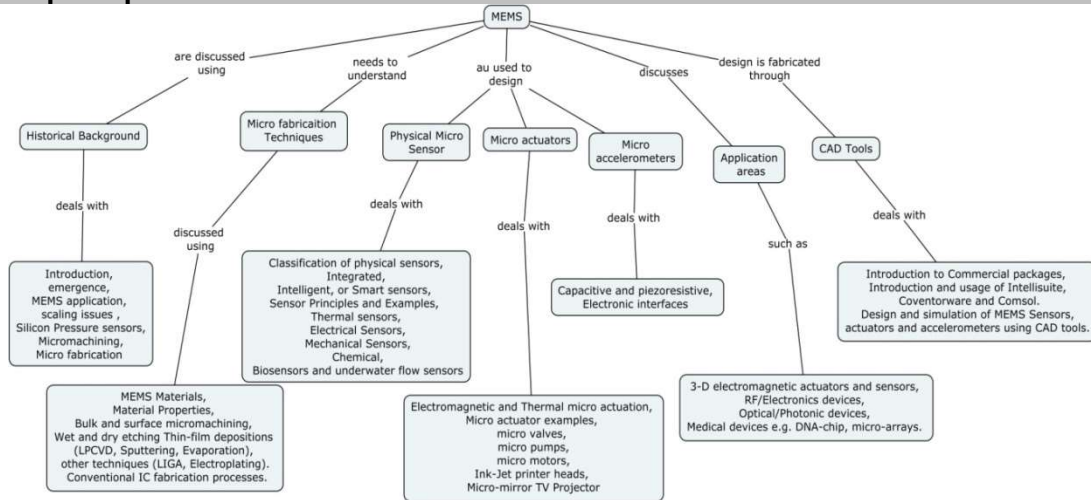 MEMS
are discussed
using
needs to
understand
au used to
design
discusses
design is fabricated
through
Historical Background
Micro fabricaition
Techniques
Physical Micro
Sensor
Micro actuators
Micro
accelerometers
Application
areas
CAD Tools
deals with
discussed
using
deals with
deals with
deals with
such as
deals with
Introduction,
emergence,
MEMS application,
scaling issues ,
Silicon Pressure sensors,
Micromachining,
Micro fabrication
MEMS Materials,
Material Properties,
Bulk and surface micromachining,
Wet and dry etching Thin-film depositions
(LPCVD, Sputtering, Evaporation),
other techniques (LIGA, Electroplating).
Conventional IC fabrication processes.
Classification of physical sensors,
Integrated,
Intelligent, or Smart sensors,
Sensor Principles and Examples,
Thermal sensors,
Electrical Sensors,
Mechanical Sensors,
Chemical,
Biosensors and underwater flow sensors
Electromagnetic and Thermal micro actuation,
Micro actuator examples,
micro valves,
micro pumps,
micro motors,
Ink-Jet printer heads,
Micro-mirror TV Projector
Capacitive and piezoresistive,
Electronic interfaces
3-D electromagnetic actuators and sensors,
RF/Electronics devices,
Optical/Photonic devices,
Medical devices e.g. DNA-chip, micro-arrays.
Introduction to Commercial packages,
Introduction and usage of Intellisuite,
Coventorware and Comsol.
Design and simulation of MEMS Sensors,
actuators and accelerometers using CAD tools.